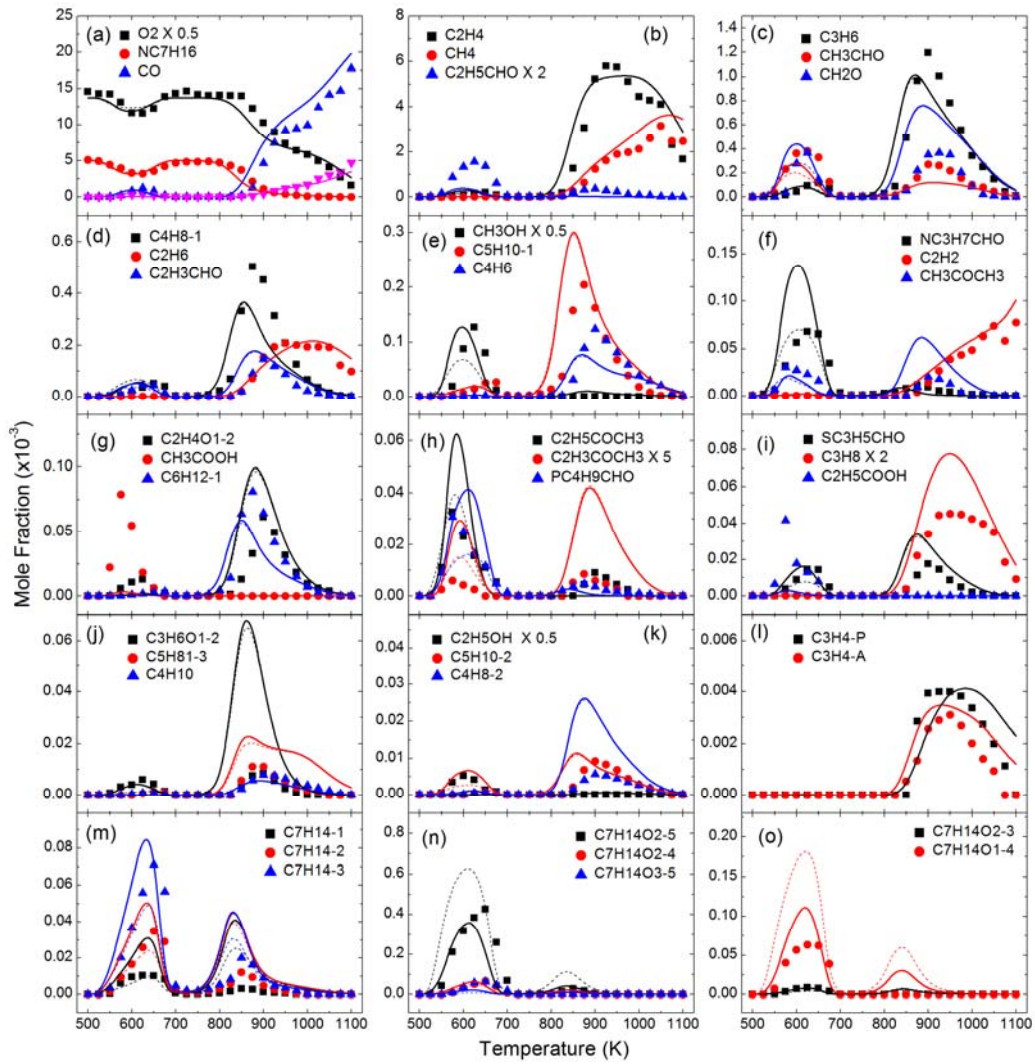 (a)
O2 X 0.5
NC7H16
CO
25
20
15
10
5
0
(b)
C2H4
CH4
C2H5CHO X 2
8
6
4
2
0
(c)
C3H6
CH3CHO
CH2O
1.4
1.2
1.0
0.8
0.6
0.4
0.2
0.0
(d)
C4H8-1
C2H6
C2H3CHO
0.6
0.4
0.2
0.0
(e)
CH3OH X 0.5
C5H10-1
C4H6
0.3
0.2
0.1
0.0
(f)
NC3H7CHO
C2H2
CH3COCH3
0.15
0.10
0.05
0.00
(g)
C2H4O1-2
CH3COOH
C6H12-1
0.10
0.05
0.00
(h)
C2H5COCH3
C2H3COCH3 X 5
PC4H9CHO
0.06
0.04
0.02
0.00
(i)
SC3H5CHO
C3H8 X 2
C2H5COOH
0.08
0.06
0.04
0.02
0.00
(j)
C3H6O1-2
C5H81-3
C4H10
0.06
0.04
0.02
0.00
(k)
C2H5OH X 0.5
C5H10-2
C4H8-2
0.04
0.03
0.02
0.01
0.00
(l)
C3H4-P
C3H4-A
0.006
0.004
0.002
0.000
(m)
C7H14-1
C7H14-2
C7H14-3
0.08
0.06
0.04
0.02
0.00
(n)
C7H14O2-5
C7H14O2-4
C7H14O3-5
0.8
0.6
0.4
0.2
0.0
(o)
C7H14O2-3
C7H14O1-4
0.20
0.15
0.10
0.05
0.00
500 600 700 800 900 1000 1100
500 600 700 800 900 1000 1100
500 600 700 800 900 1000 1100
Mole Fraction (x10-3)
Temperature (K)